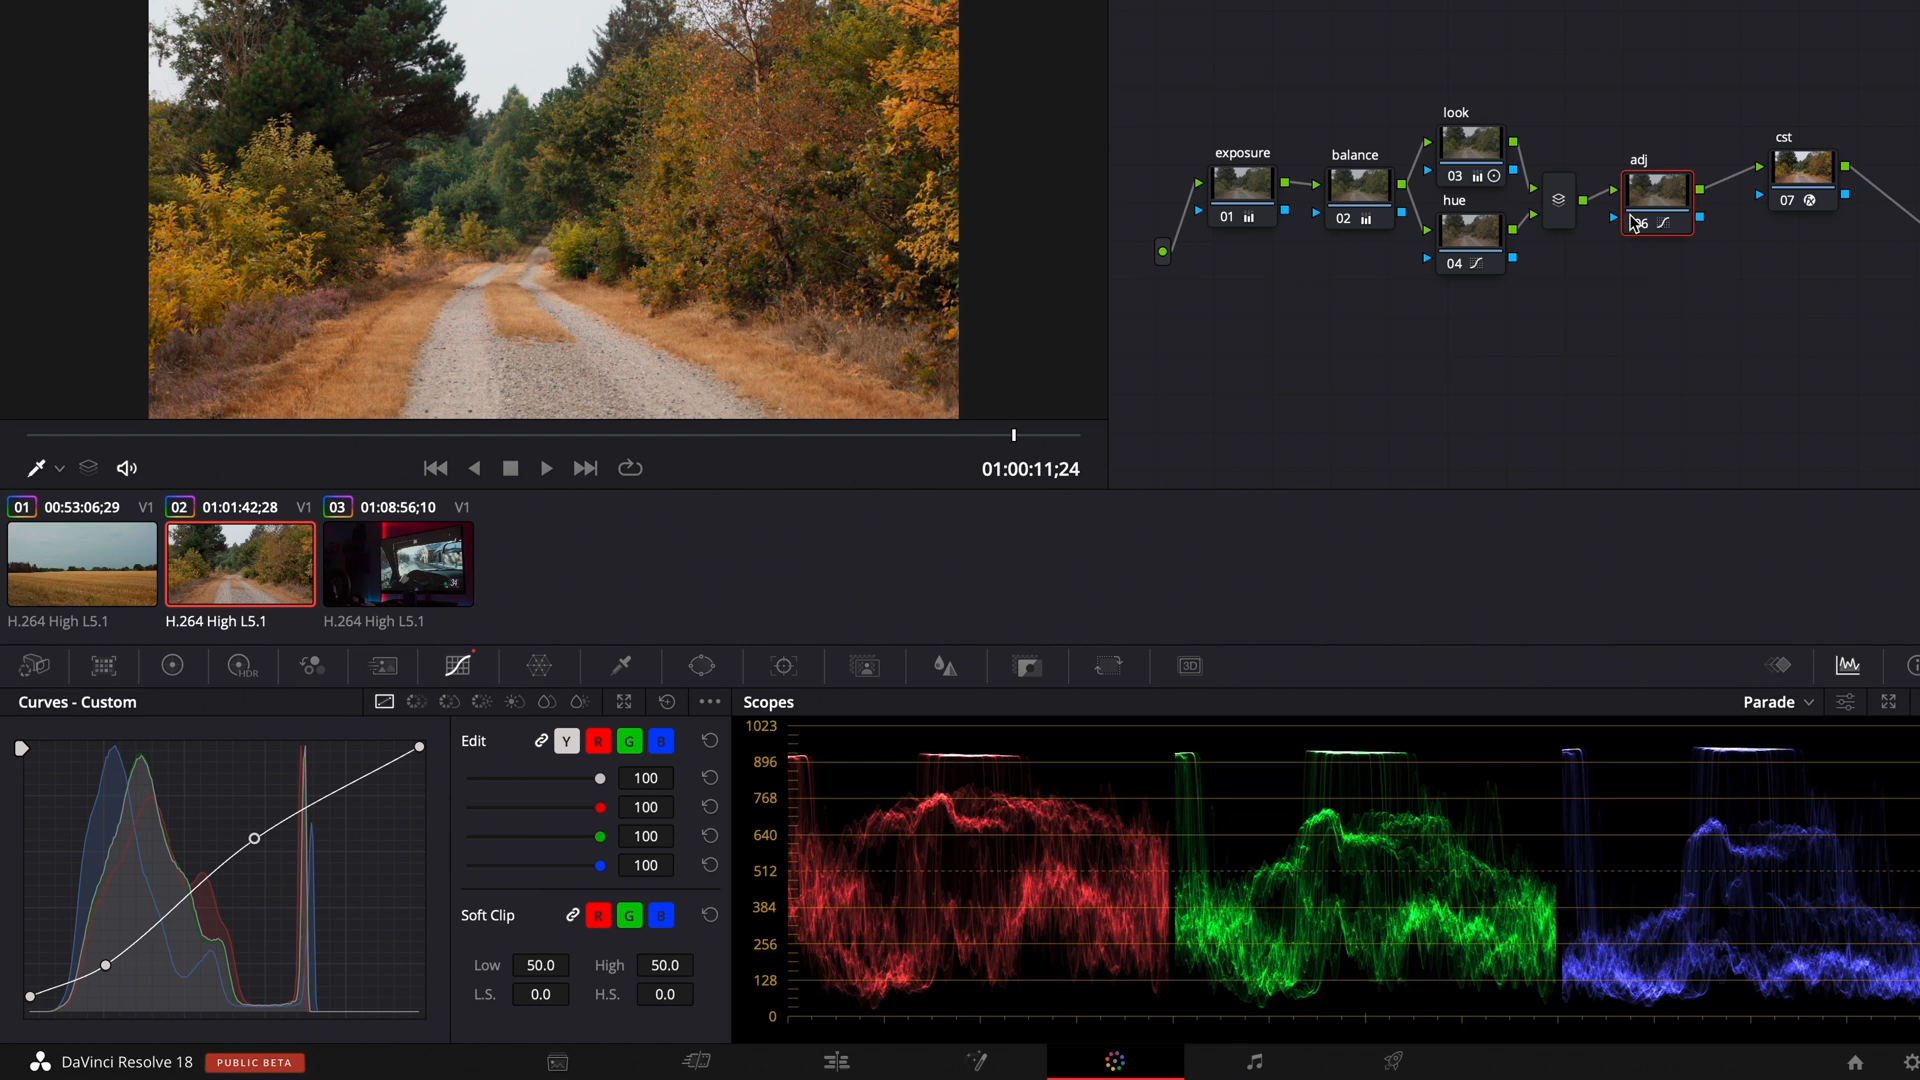 look
exposure
balance
adj
cst
01
02
03
hue
04
06
07
01:00:11;24
01 00:53:06;29 V1
02 01:01:42;28 V1
03 01:08:56;10 V1
H.264 High L5.1
H.264 High L5.1
H.264 High L5.1
HDR
3D
Curves - Custom
Scopes
Parade
Edit
Y R G B
100
100
100
100
Soft Clip
R G B
Low 50.0 High 50.0
L.S. 0.0 H.S. 0.0
1023
896
768
640
512
384
256
128
0
DaVinci Resolve 18
PUBLIC BETA